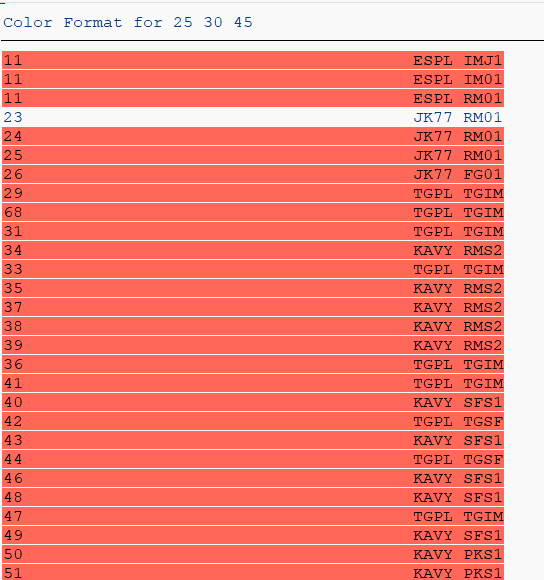 Color Format for 25 30 45
11 ESPL IMJ1
11 ESPL IM01
11 ESPL RM01
23 JK77 RM01
24 JK77 RM01
25 JK77 RM01
26 JK77 FG01
29 TGPL TGIM
68 TGPL TGIM
31 TGPL TGIM
34 KAVY RMS2
33 TGPL TGIM
35 KAVY RMS2
37 KAVY RMS2
38 KAVY RMS2
39 KAVY RMS2
36 TGPL TGIM
41 TGPL TGIM
40 KAVY SFS1
42 TGPL TGSF
43 KAVY SFS1
44 TGPL TGSF
46 KAVY SFS1
48 KAVY SFS1
47 TGPL TGIM
49 KAVY SFS1
50 KAVY PKS1
51 KAVY PKS1